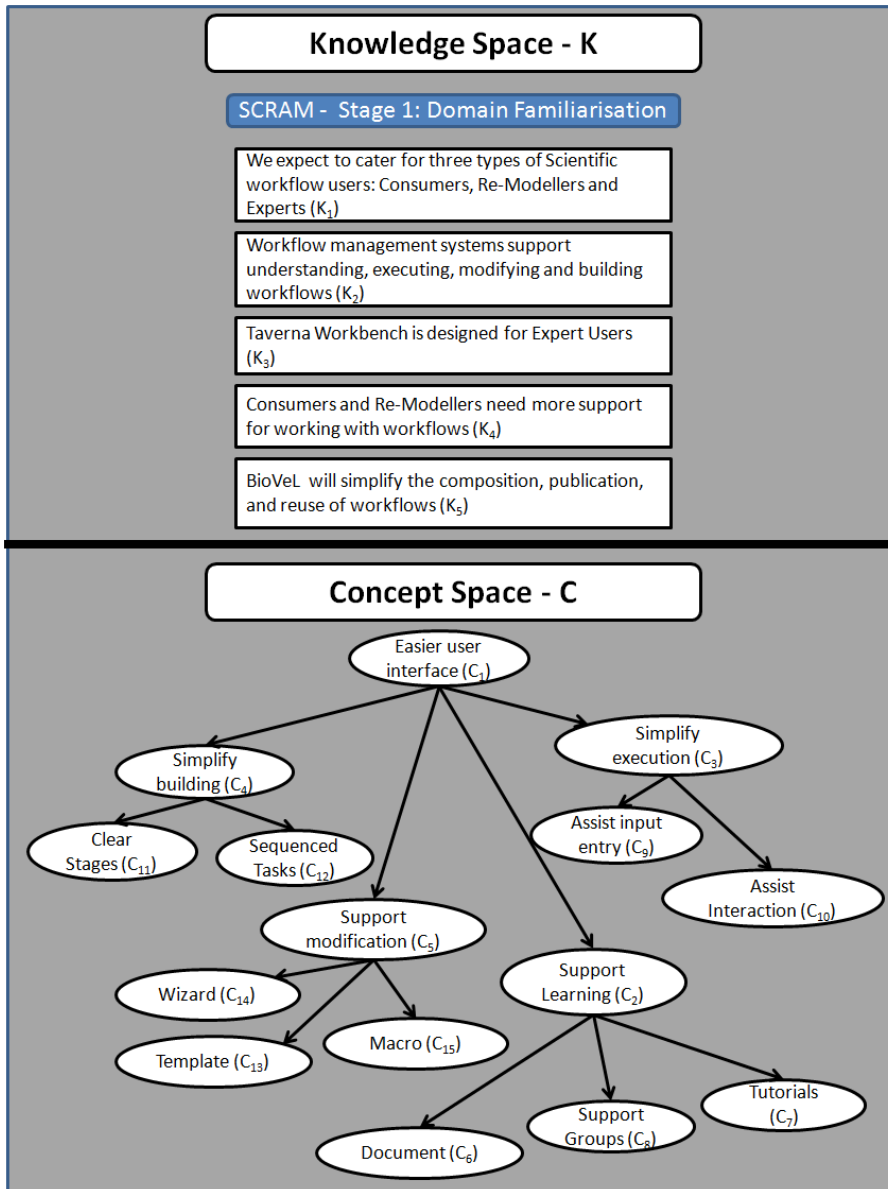 Knowledge Space - K
SCRAM - Stage 1: Domain Familiarisation
We expect to cater for three types of Scientific
workflow users: Consumers, Re-Modellers and
Experts (K₁)
Workflow management systems support
understanding, executing, modifying and building
workflows (K₂)
Taverna Workbench is designed for Expert Users
(K₃)
Consumers and Re-Modellers need more support
for working with workflows (K₄)
BioVeL will simplify the composition, publication,
and reuse of workflows (K₅)
Concept Space - C
Easier user
interface (C₁)
Simplify
building (C₄)
Simplify
execution (C₃)
Clear
Stages (C₁₁)
Sequenced
Tasks (C₁₂)
Assist input
entry (C₉)
Assist
Interaction (C₁₀)
Support
modification (C₅)
Support
Learning (C₂)
Wizard (C₁₄)
Template (C₁₃)
Macro (C₁₅)
Document (C₆)
Support
Groups (C₈)
Tutorials
(C₇)